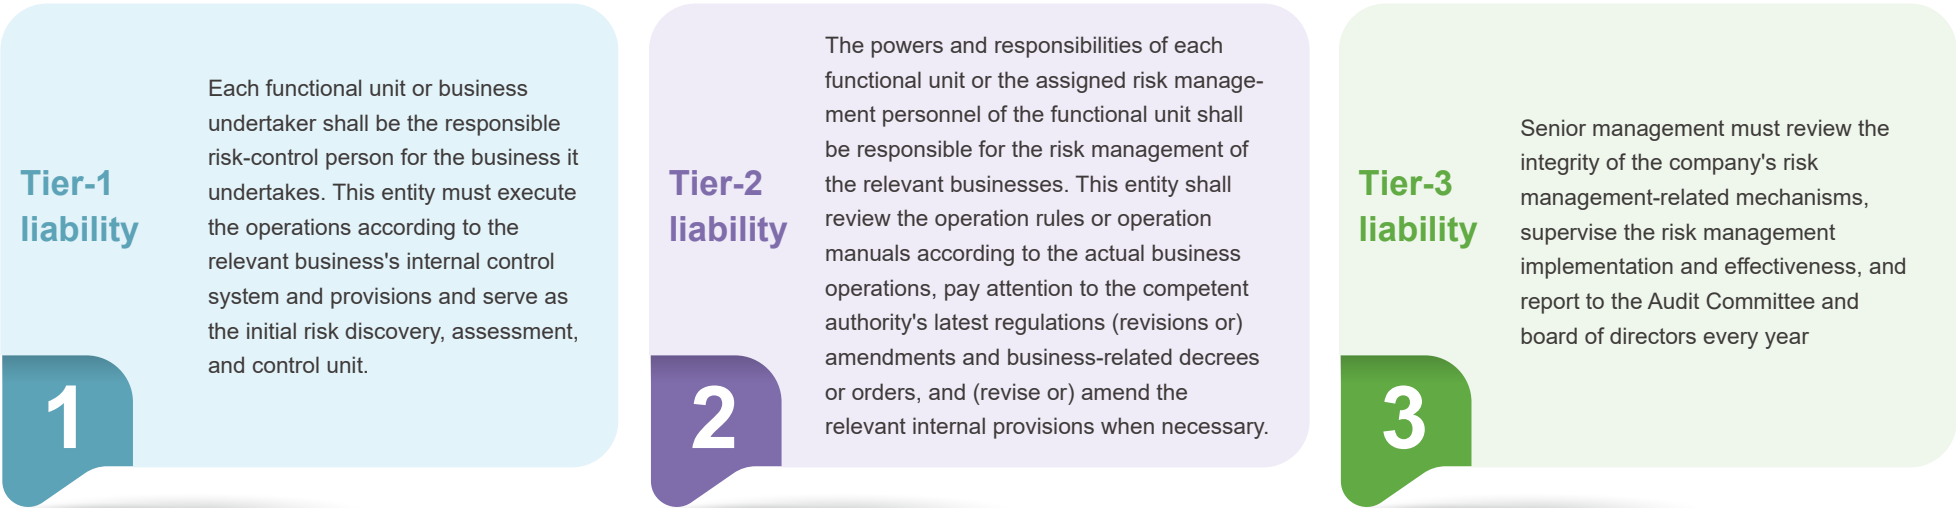 Tier-1
liability
1
Each functional unit or business
undertaker shall be the responsible
risk-control person for the business it
undertakes. This entity must execute
the operations according to the
relevant business's internal control
system and provisions and serve as
the initial risk discovery, assessment,
and control unit.
Tier-2
liability
2
The powers and responsibilities of each
functional unit or the assigned risk manage-
ment personnel of the functional unit shall
be responsible for the risk management of
the relevant businesses. This entity shall
review the operation rules or operation
manuals according to the actual business
operations, pay attention to the competent
authority's latest regulations (revisions or)
amendments and business-related decrees
or orders, and (revise or) amend the
relevant internal provisions when necessary.
Tier-3
liability
3
Senior management must review the
integrity of the company's risk
management-related mechanisms,
supervise the risk management
implementation and effectiveness, and
report to the Audit Committee and
board of directors every year